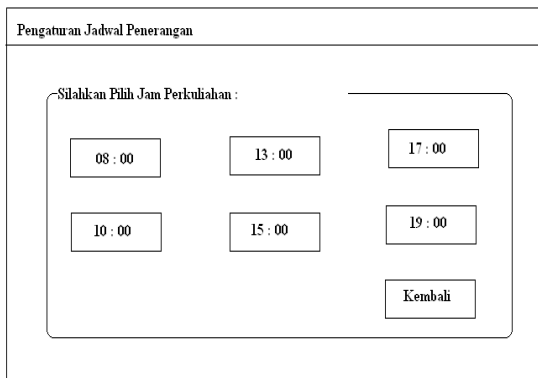 Pengaturan Jadwal Penerangan
Silahkan Pilih Jam Perkuliahan :
08 : 00
13 : 00
17 : 00
10 : 00
15 : 00
19 : 00
Kembali